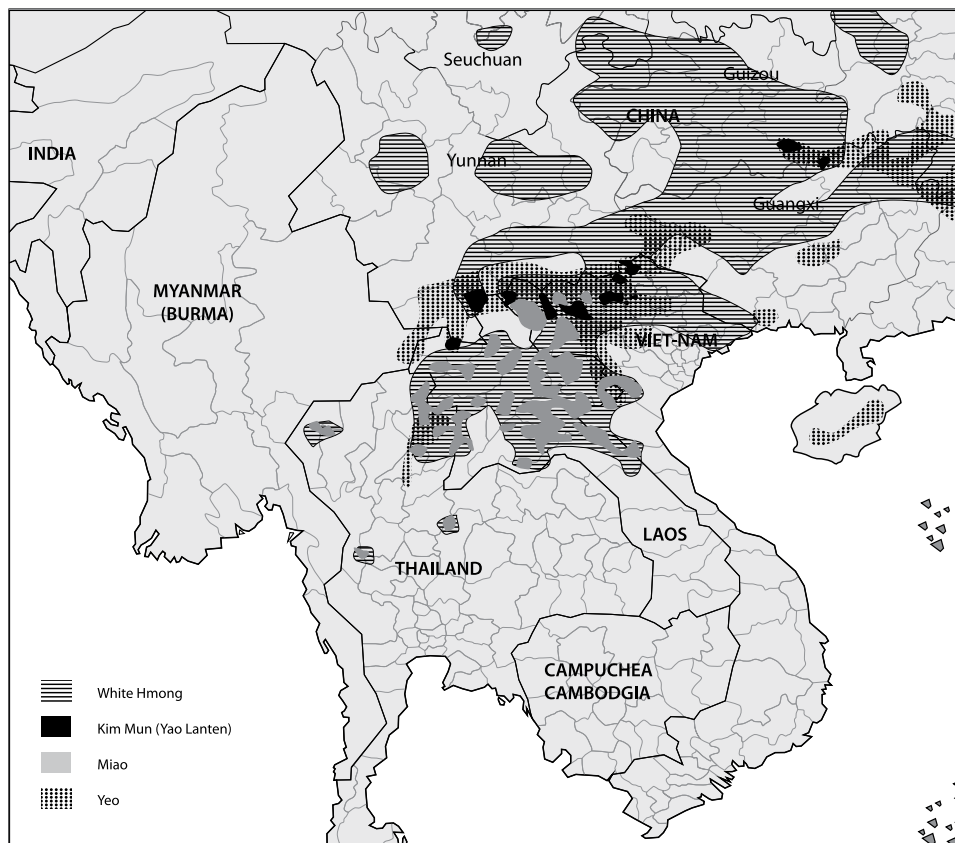 Seuchuan
Guizou
CHINA
INDIA
Yunnan
Guangxi
MYANMAR
(BURMA)
VIET-NAM
LAOS
THAILAND
CAMPUCHEA
CAMBODGIA
White Hmong
Kim Mun (Yao Lanten)
Miao
Yeo